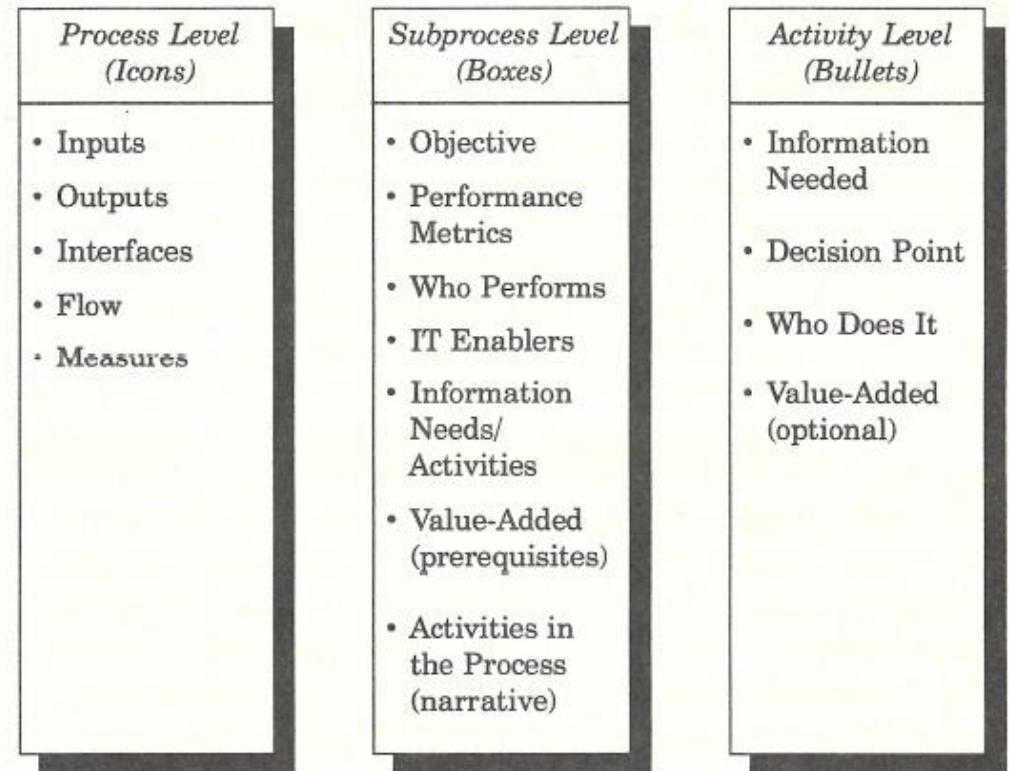 Process Level
(Icons)
• Inputs
• Outputs
• Interfaces
• Flow
• Measures
Subprocess Level
(Boxes)
• Objective
• Performance
Metrics
• Who Performs
• IT Enablers
• Information
Needs/
Activities
• Value-Added
(prerequisites)
• Activities in
the Process
(narrative)
Activity Level
(Bullets)
• Information
Needed
• Decision Point
• Who Does It
• Value-Added
(optional)